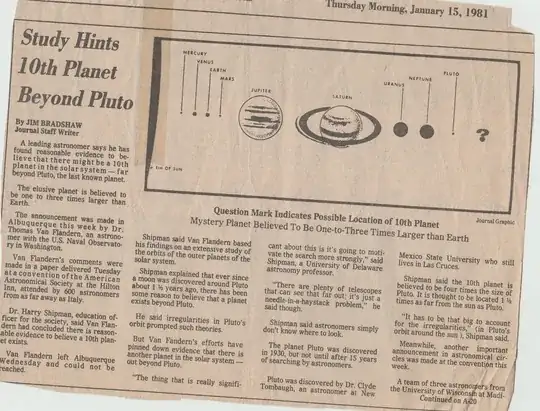 Thursday Morning, January 15, 1981
Study Hints
10th Planet
Beyond Pluto
By JIM BRADSHAW
Journal Staff Writer
A leading astronomer says he has
found reasonable evidence to be-
lieve that there might be a 10th
planet in the solar system — far
beyond Pluto, the last known planet.
The elusive planet is believed to
be one to three times larger than
Earth.
The announcement was made in
Albuquerque this week by Dr.
Thomas Van Flandern, an astrono-
mer with the U.S. Naval Observato-
ry in Washington.
Van Flandern's comments were
made in a paper delivered Tuesday
at a convention of the American
Astronomical Society at the Hilton
Inn, attended by 600 astronomers
from as far away as Italy.
Dr. Harry Shipman, education of-
ficer for the society, said Van Flan-
dern had concluded there is reason-
able evidence to believe a 10th plan-
et exists.
Van Flandern left Albuquerque
Wednesday and could not be
reached.
MERCURY
VENUS
EARTH
MARS
JUPITER
SATURN
URANUS
NEPTUNE
PLUTO
?
OF SUN
Question Mark Indicates Possible Location of 10th Planet
Journal Graphic
Mystery Planet Believed To Be One-to-Three Times Larger than Earth
Shipman said Van Flandern based
his findings on an extensive study of
the orbits of the outer planets of the
solar system.
Shipman explained that ever since
a moon was discovered around Pluto
about 1½ years ago, there has been
some reason to believe that a planet
exists beyond Pluto.
He said irregularities in Pluto's
orbit prompted such theories.
But Van Flandern's efforts have
pinned down evidence that there is
another planet in the solar system —
out beyond Pluto.
"The thing that is really signifi-
cant about this is it's going to moti-
vate the search more strongly," said
Shipman, a University of Delaware
astronomy professor.
"There are plenty of telescopes
that can see that far out; it's just a
needle-in-a-haystack problem," he
said though.
Shipman said astronomers simply
don't know where to look.
The planet Pluto was discovered
in 1930, but not until after 15 years
of searching by astronomers.
Pluto was discovered by Dr. Clyde
Tombaugh, an astronomer at New
Mexico State University who still
lives in Las Cruces.
Shipman said the 10th planet is
believed to be four times the size of
Pluto. It is thought to be located 1½
times as far from the sun as Pluto.
"It has to be that big to account
for the irregularities," (in Pluto's
orbit around the sun), Shipman said.
Meanwhile, another important
announcement in astronomical cir-
cles was made at the convention this
week.
A team of three astronomers from
the University of Wisconsin at Madi-
Continued on A-20